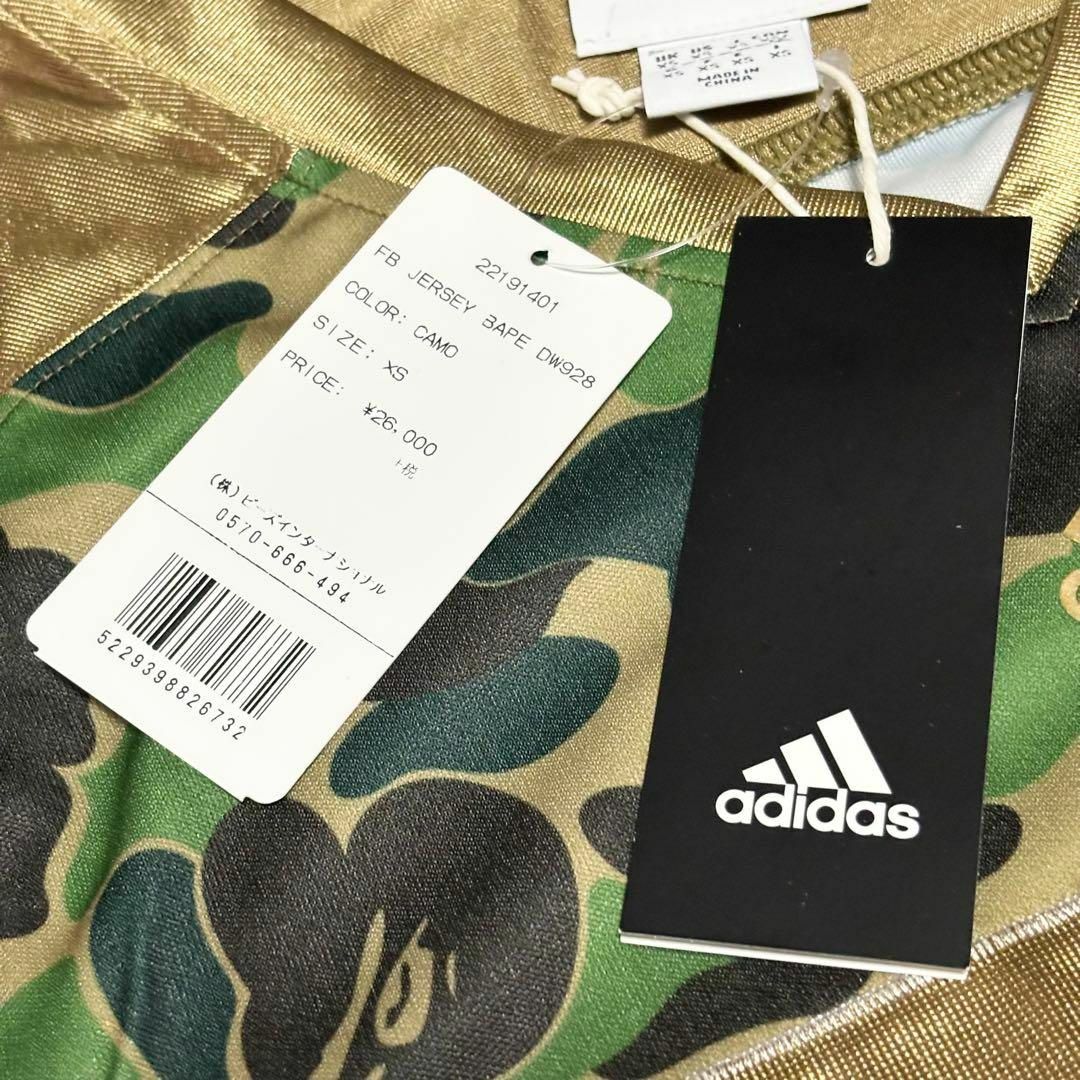 MADE IN
CHINA
22191401
FB JERSEY BAPE DW928
COLOR: CAMO
SIZE: XS
PRICE: ¥26,000
+税
(株)ビーズインターナショナル
0570-666-494
5229398826732
adidas